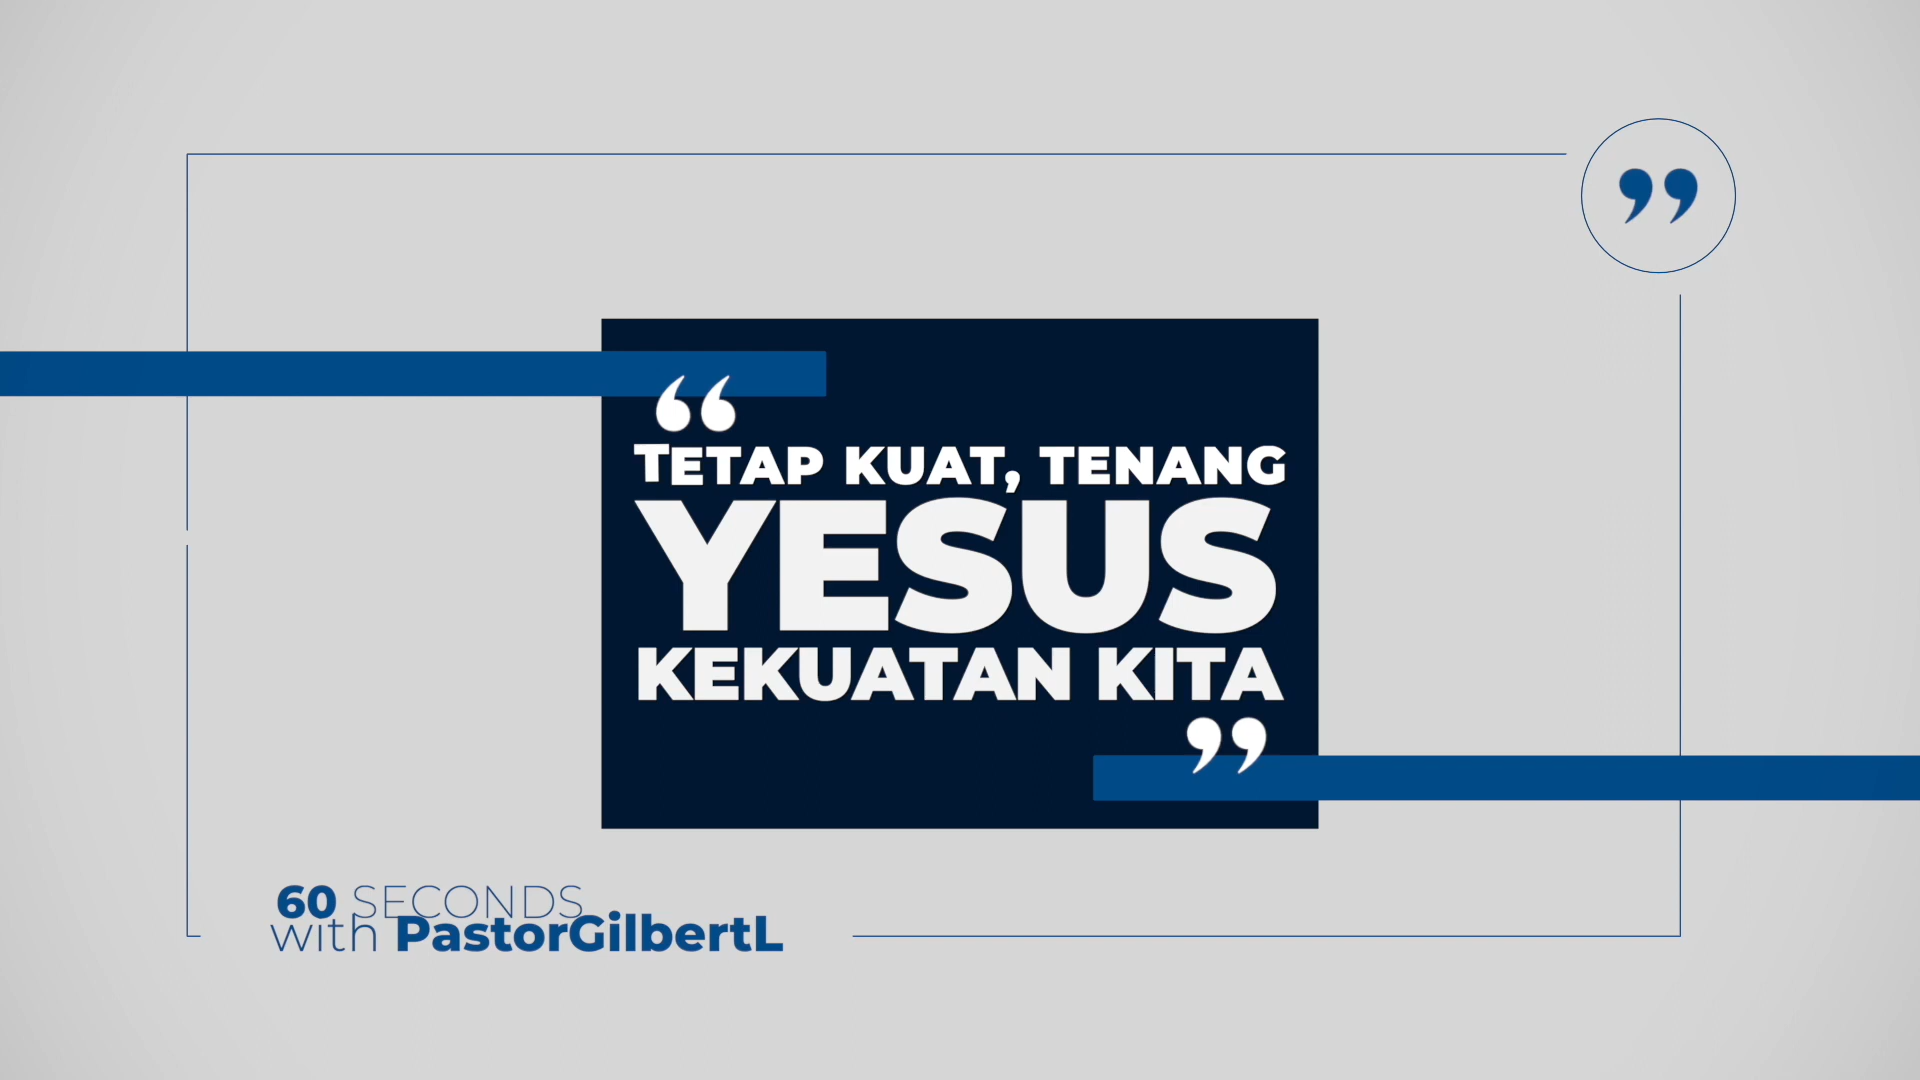 ”
“
TETAP KUAT, TENANG
YESUS
KEKUATAN KITA
”
60 SECONDS
with PastorGilbertL